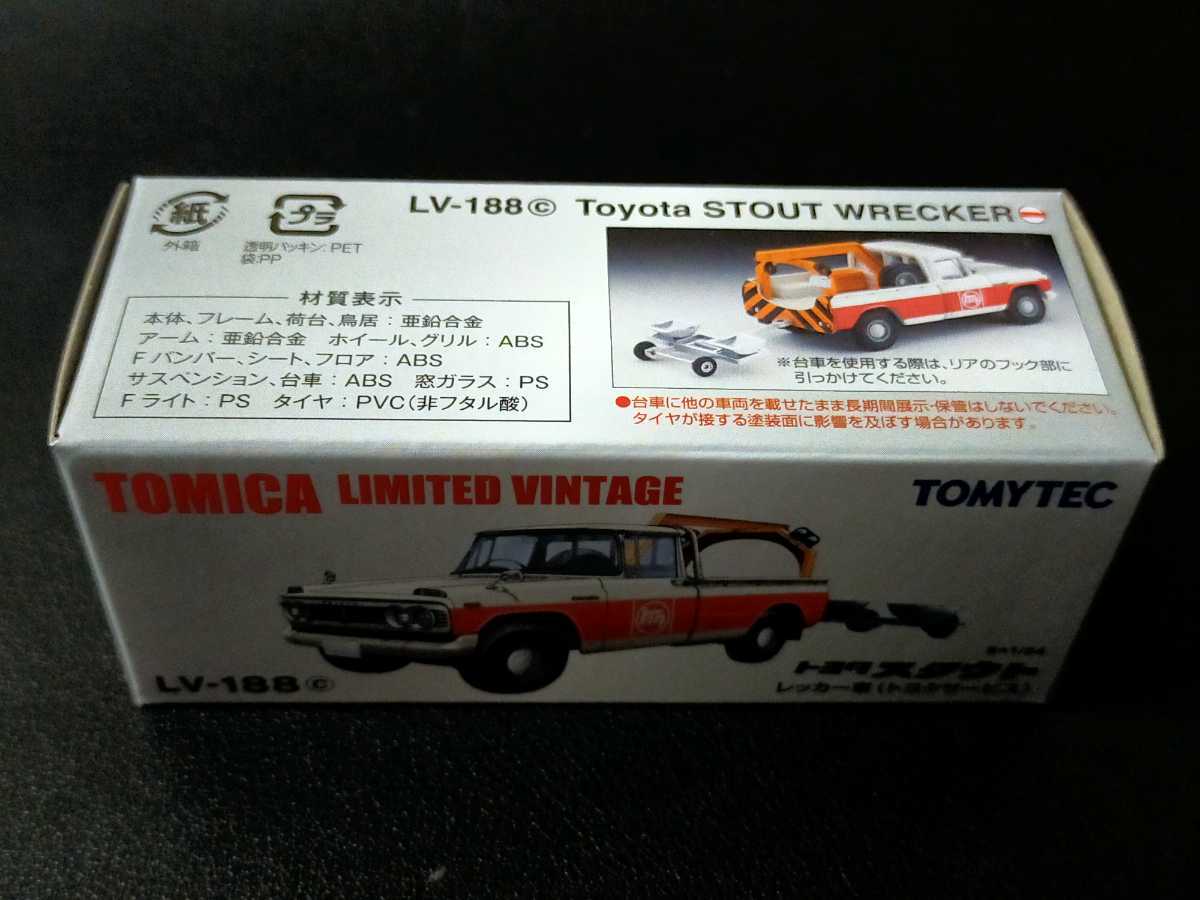 紙
外箱
プラ
透明パッキン:PET
袋:PP
LV-188© Toyota STOUT WRECKER
材質表示
本体、フレーム、荷台、鳥居:亜鉛合金
アーム:亜鉛合金 ホイール、グリル:ABS
Fバンパー、シート、フロア:ABS
サスペンション、台車:ABS 窓ガラス:PS
Fライト:PS タイヤ:PVC(非フタル酸)
※台車を使用する際は、リアのフック部に
引っかけてください。
●台車に他の車両を載せたまま長期間展示・保管はしないでください。
タイヤが接する塗装面に影響を及ぼす場合があります。
TOMICA LIMITED VINTAGE
TOMYTEC
LV-188©
S=1/64
トヨタスタウト
レッカー車(トヨタサービス)